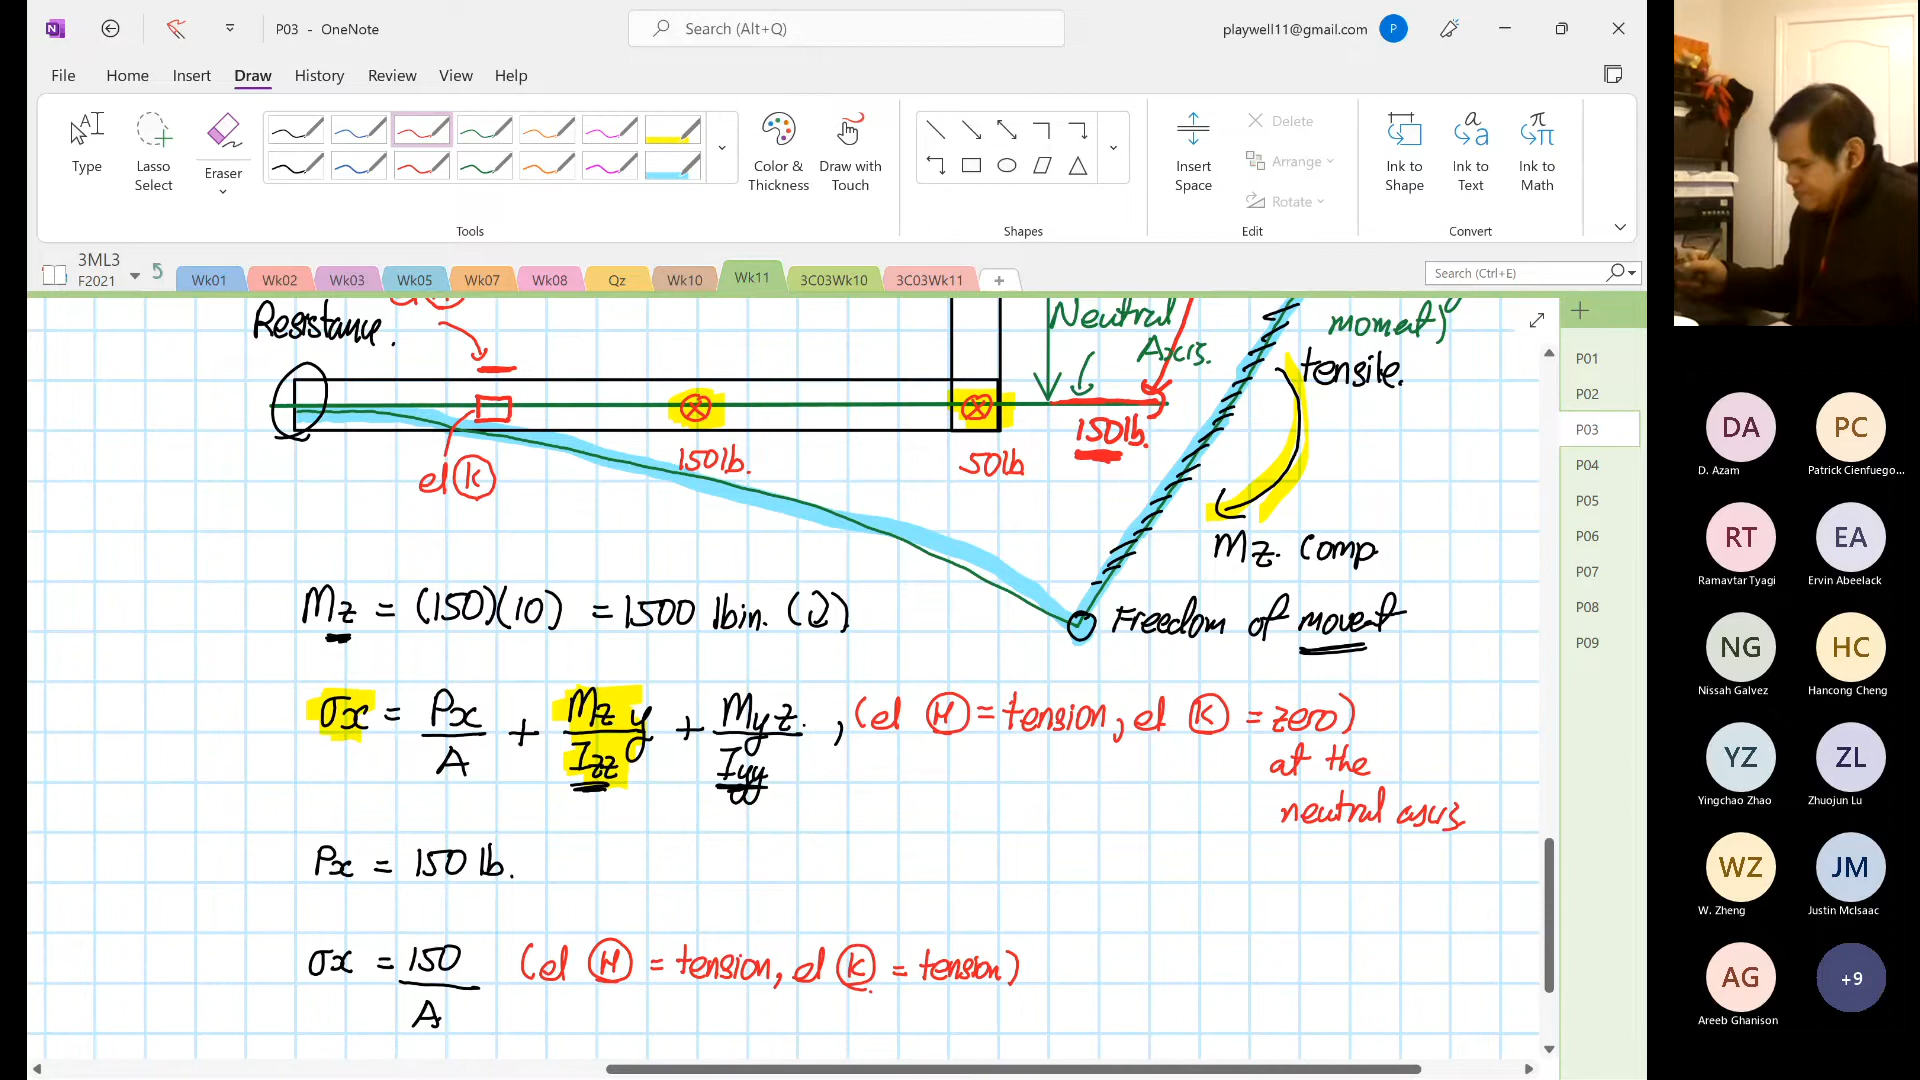 P03 - OneNote
Search (Alt+Q)
playwell11@gmail.com
P
File Home Insert Draw History Review View Help
Type
Lasso Select
Eraser
Color & Thickness
Draw with Touch
Insert Space
Delete
Arrange
Rotate
Ink to Shape
Ink to Text
Ink to Math
Tools
Shapes
Edit
Convert
3ML3
F2021
Wk01 Wk02 Wk03 Wk05 Wk07 Wk08 Qz Wk10 Wk11 3C03Wk10 3C03Wk11
Search (Ctrl+E)
Resistance.
Neutral
Axis.
moment)
tensile.
el K
150lb.
50lb
150lb.
Mz. Comp
Mz = (150)(10) = 1500 lbin. (2)
Freedom of movent
σx = Px/A + Mz y/Izz + My z/Iyy , (el H = tension, el K = zero)
at the
neutral axis
Px = 150 lb.
σx = 150/A (el H = tension, el K = tension)
P01
P02
P03
P04
P05
P06
P07
P08
P09
DA
D. Azam
PC
Patrick Cienfuego...
RT
Ramavtar Tyagi
EA
Ervin Abeelack
NG
Nissah Galvez
HC
Hancong Cheng
YZ
Yingchao Zhao
ZL
Zhuojun Lu
WZ
W. Zheng
JM
Justin McIsaac
AG
Areeb Ghanison
+9